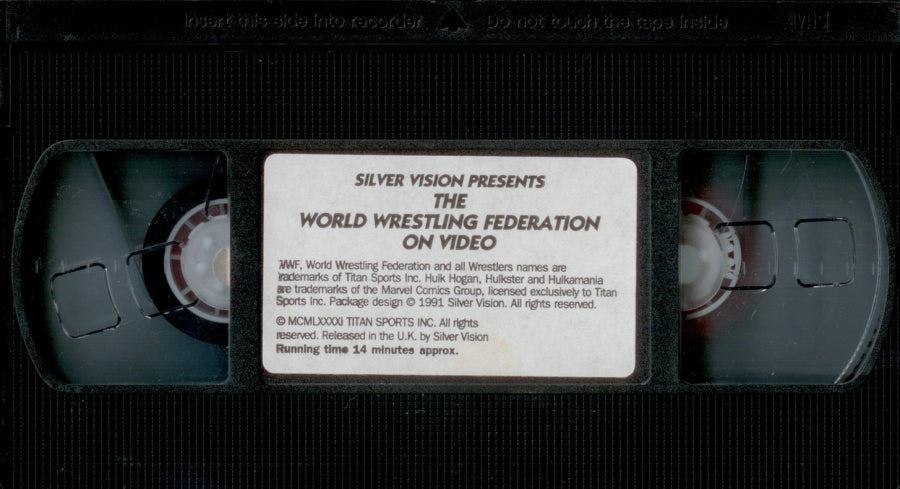 Insert this side into recorder
Do not touch the tape inside
VHS
SILVER VISION PRESENTS
THE
WORLD WRESTLING FEDERATION
ON VIDEO
WWF, World Wrestling Federation and all Wrestlers names are
trademarks of Titan Sports Inc. Hulk Hogan, Hulkster and Hulkamania
are trademarks of the Marvel Comics Group, licensed exclusively to Titan
Sports Inc. Package design © 1991 Silver Vision. All rights reserved.
© MCMLXXXXI TITAN SPORTS INC. All rights
reserved. Released in the U.K. by Silver Vision
Running time 14 minutes approx.